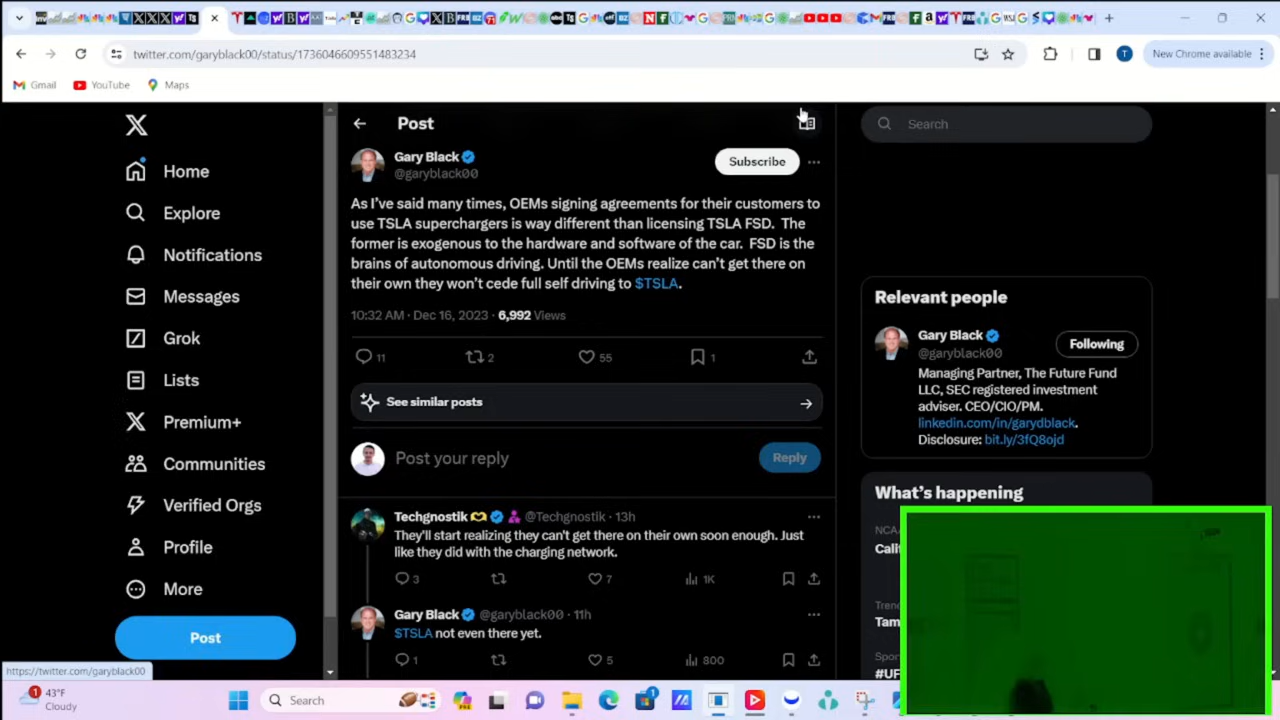 twitter.com/garyblack00/status/1736046609551483234
New Chrome available
Gmail
YouTube
Maps
Home
Explore
Notifications
Messages
Grok
Lists
Premium+
Communities
Verified Orgs
Profile
More
Post
Post
Gary Black
@garyblack00
Subscribe
As I've said many times, OEMs signing agreements for their customers to
use TSLA superchargers is way different than licensing TSLA FSD. The
former is exogenous to the hardware and software of the car. FSD is the
brains of autonomous driving. Until the OEMs realize can't get there on
their own they won't cede full self driving to $TSLA.
10:32 AM · Dec 16, 2023 · 6,992 Views
11 2 55 1
See similar posts
Post your reply
Reply
Techgnostik @Techgnostik · 13h
They'll start realizing they can't get there on their own soon enough. Just
like they did with the charging network.
3 7 1K
Gary Black @garyblack00 · 11h
$TSLA not even there yet.
1 5 800
Search
Relevant people
Gary Black
@garyblack00
Following
Managing Partner, The Future Fund
LLC, SEC registered investment
adviser. CEO/CIO/PM.
linkedin.com/in/garydblack.
Disclosure: bit.ly/3fQ8ojd
What's happening
https://twitter.com/garyblack00
1
43°F
Cloudy
Search